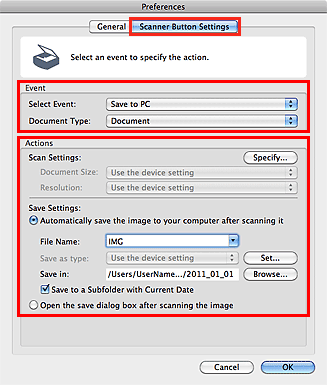 Preferences
General Scanner Button Settings
Select an event to specify the action.
Event
Select Event: Save to PC
Document Type: Document
Actions
Scan Settings: Specify...
Document Size: Use the device setting
Resolution: Use the device setting
Save Settings:
Automatically save the image to your computer after scanning it
File Name: IMG
Save as type: Use the device setting Set...
Save in: /Users/UserName.../2011_01_01 Browse...
Save to a Subfolder with Current Date
Open the save dialog box after scanning the image
Cancel OK